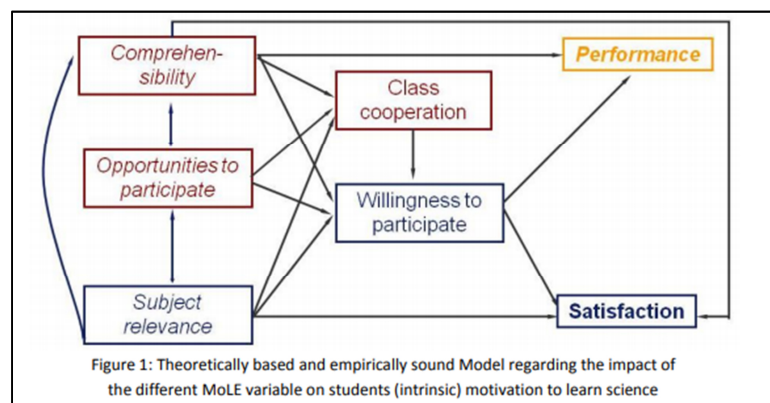 Comprehen-
sibility
Performance
Class
cooperation
Opportunities to
participate
Willingness to
participate
Subject
relevance
Satisfaction
Figure 1: Theoretically based and empirically sound Model regarding the impact of
the different MoLE variable on students (intrinsic) motivation to learn science